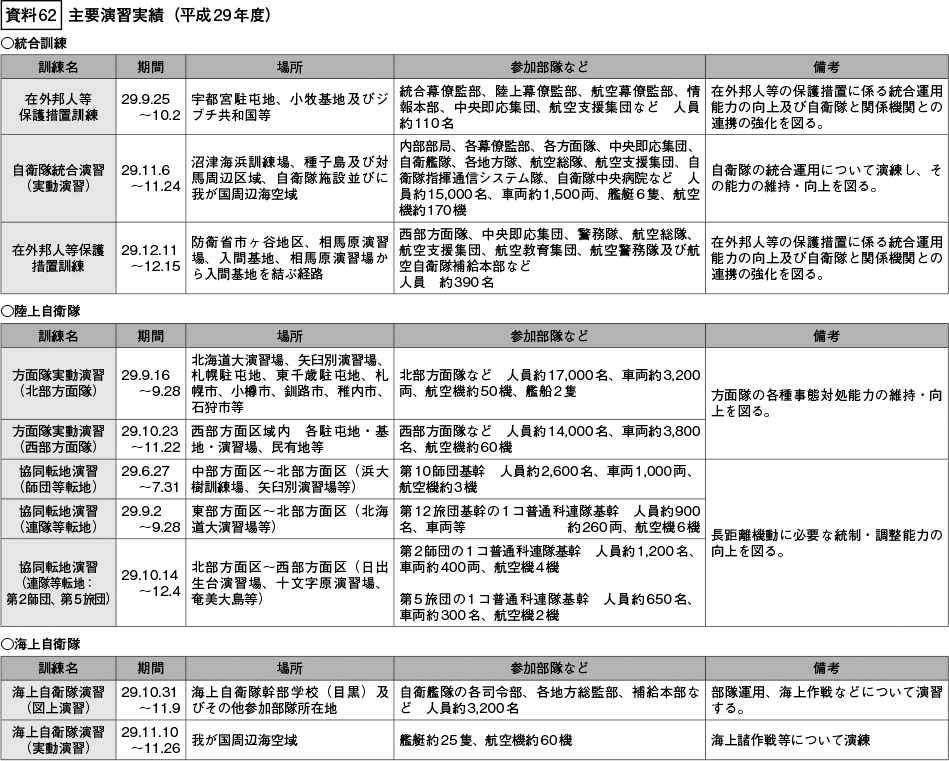 資料62 主要演習実績（平成29年度）
○統合訓練
訓練名 期間 場所 参加部隊など 備考
在外邦人等
保護措置訓練
29.9.25
～10.2
宇都宮駐屯地、小牧基地及びジ
ブチ共和国等
統合幕僚監部、陸上幕僚監部、航空幕僚監部、情
報本部、中央即応集団、航空支援集団など　人員
約110名
在外邦人等の保護措置に係る統合運用
能力の向上及び自衛隊と関係機関との
連携の強化を図る。
自衛隊統合演習
（実動演習）
29.11.6
～11.24
沼津海浜訓練場、種子島及び対
馬周辺区域、自衛隊施設並びに
我が国周辺海空域
内部部局、各幕僚監部、各方面隊、中央即応集団、
自衛艦隊、各地方隊、航空総隊、航空支援集団、自
衛隊指揮通信システム隊、自衛隊中央病院など　人
員約15,000名、車両約1,500両、艦艇６隻、航空
機約170機
自衛隊の統合運用について演練し、そ
の能力の維持・向上を図る。
在外邦人等保護
措置訓練
29.12.11
～12.15
防衛省市ヶ谷地区、相馬原演習
場、入間基地、相馬原演習場か
ら入間基地を結ぶ経路
西部方面隊、中央即応集団、警務隊、航空総隊、
航空支援集団、航空教育集団、航空警務隊及び航
空自衛隊補給本部など
人員　約390名
在外邦人等の保護措置に係る統合運用
能力の向上及び自衛隊と関係機関との
連携の強化を図る。
○陸上自衛隊
訓練名 期間 場所 参加部隊など 備考
方面隊実動演習
（北部方面隊）
29.9.16
～9.28
北海道大演習場、矢臼別演習場、
札幌駐屯地、東千歳駐屯地、札
幌市、小樽市、釧路市、稚内市、
石狩市等
北部方面隊など　人員約17,000名、車両約3,200
両、航空機約50機、艦船２隻
方面隊の各種事態対処能力の維持・向
上を図る。
方面隊実動演習
（西部方面隊）
29.10.23
～11.22
西部方面区域内　各駐屯地・基
地・演習場、民有地等
西部方面隊など　人員約14,000名、車両約3,800
名、航空機約60機
協同転地演習
（師団等転地）
29.6.27
～7.31
中部方面区～北部方面区（浜大
樹訓練場、矢臼別演習場等）
第10師団基幹　人員約2,600名、車両1,000両、
航空機約3機
長距離機動に必要な統制・調整能力の
向上を図る。
協同転地演習
（連隊等転地）
29.9.2
～9.28
東部方面区～北部方面区（北海
道大演習場等）
第12旅団基幹の１コ普通科連隊基幹　人員約900
名、車両等　約260両、航空機６機
協同転地演習
（連隊等転地：
第２師団、第５旅団）
29.10.14
～12.4
北部方面区～西部方面区（日出
生台演習場、十文字原演習場、
奄美大島等）
第２師団の１コ普通科連隊基幹　人員約1,200名、
車両約400両、航空機４機
第５旅団の１コ普通科連隊基幹　人員約650名、
車両約300名、航空機２機
○海上自衛隊
訓練名 期間 場所 参加部隊など 備考
海上自衛隊演習
（図上演習）
29.10.31
～11.9
海上自衛隊幹部学校（目黒）及
びその他参加部隊所在地
自衛艦隊の各司令部、各地方総監部、補給本部な
ど　人員約3,200名
部隊運用、海上作戦などについて演習
する。
海上自衛隊演習
（実動演習）
29.11.10
～11.26
我が国周辺海空域
艦艇約25隻、航空機約60機
海上諸作戦等について演練